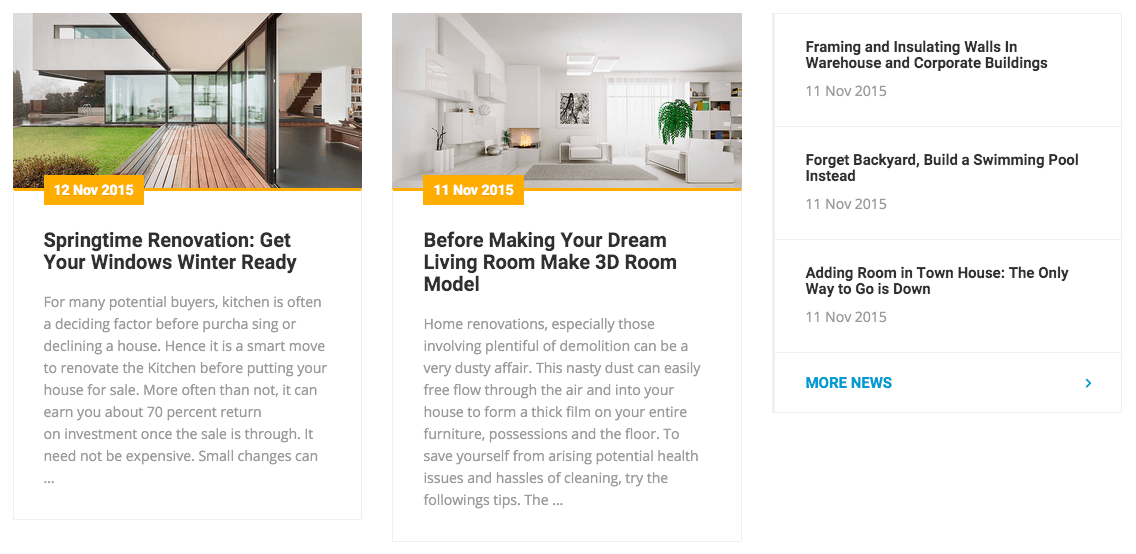 12 Nov 2015
Springtime Renovation: Get
Your Windows Winter Ready
For many potential buyers, kitchen is often
a deciding factor before purcha sing or
declining a house. Hence it is a smart move
to renovate the Kitchen before putting your
house for sale. More often than not, it can
earn you about 70 percent return
on investment once the sale is through. It
need not be expensive. Small changes can
...
11 Nov 2015
Before Making Your Dream
Living Room Make 3D Room
Model
Home renovations, especially those
involving plentiful of demolition can be a
very dusty affair. This nasty dust can easily
free flow through the air and into your
house to form a thick film on your entire
furniture, possessions and the floor. To
save yourself from arising potential health
issues and hassles of cleaning, try the
followings tips. The ...
Framing and Insulating Walls In
Warehouse and Corporate Buildings
11 Nov 2015
Forget Backyard, Build a Swimming Pool
Instead
11 Nov 2015
Adding Room in Town House: The Only
Way to Go is Down
11 Nov 2015
MORE NEWS